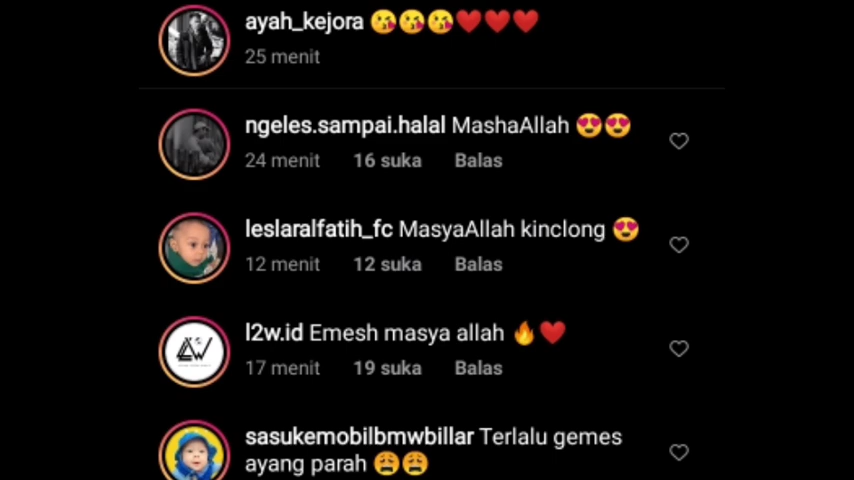 ayah_kejora 😘😘😘❤️❤️❤️
25 menit
ngeles.sampai.halal MashaAllah 😍😍
24 menit 16 suka Balas
leslaralfatih_fc MasyaAllah kinclong 😍
12 menit 12 suka Balas
l2w.id Emesh masya allah 🔥❤️
17 menit 19 suka Balas
sasukemobilbmwbillar Terlalu gemes
ayang parah 😩😩